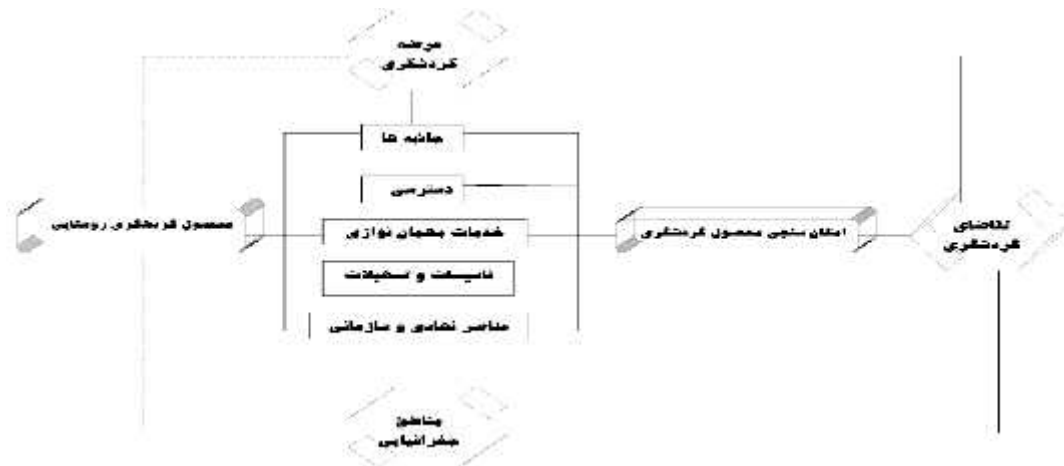 عرضه
گردشگری
جاذبه ها
دسترسی
محصول گردشگری روستایی
خدمات مهمان نوازی
امکان سنجی محصول گردشگری
تقاضای
گردشگری
تاسیسات و تسهیلات
عناصر نهادی و سازمانی
مناطق
جغرافیایی